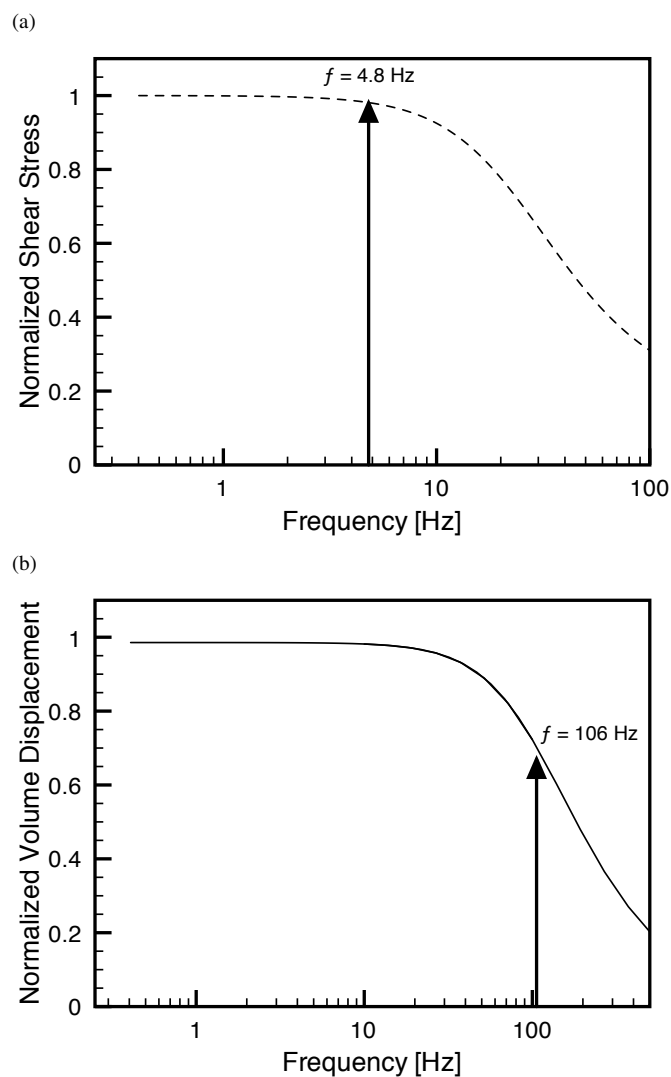 (a)
f = 4.8 Hz
1
0.8
0.6
0.4
0.2
0
Normalized Shear Stress
1 10 100
Frequency [Hz]
(b)
f = 106 Hz
1
0.8
0.6
0.4
0.2
0
Normalized Volume Displacement
1 10 100
Frequency [Hz]